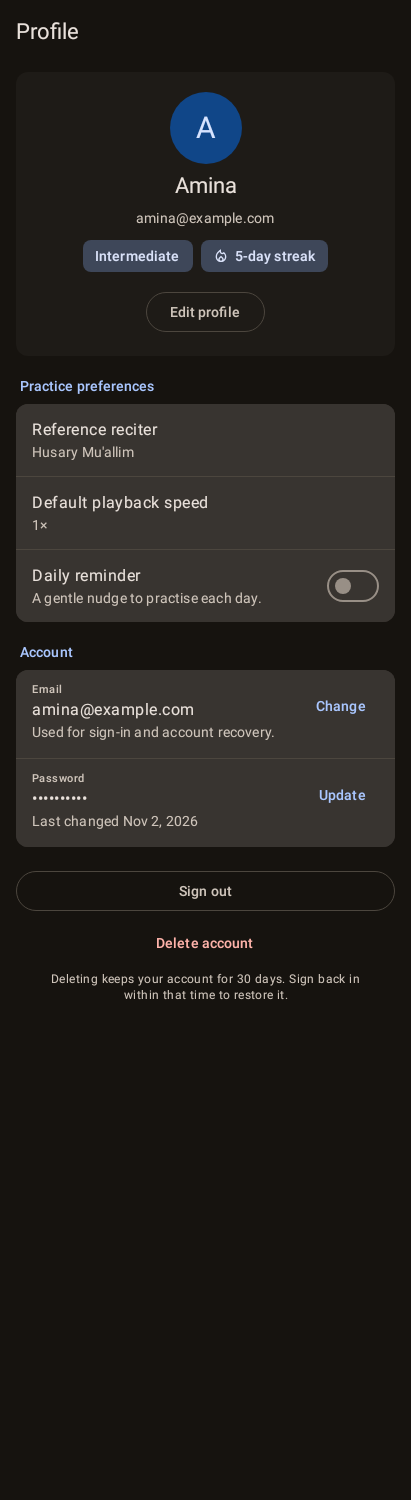 Profile
A
Amina
amina@example.com
Intermediate
5-day streak
Edit profile
Practice preferences
Reference reciter
Husary Mu'allim
Default playback speed
1×
Daily reminder
A gentle nudge to practise each day.
Account
Email
amina@example.com
Change
Used for sign-in and account recovery.
Password
••••••••••
Update
Last changed Nov 2, 2026
Sign out
Delete account
Deleting keeps your account for 30 days. Sign back in
within that time to restore it.